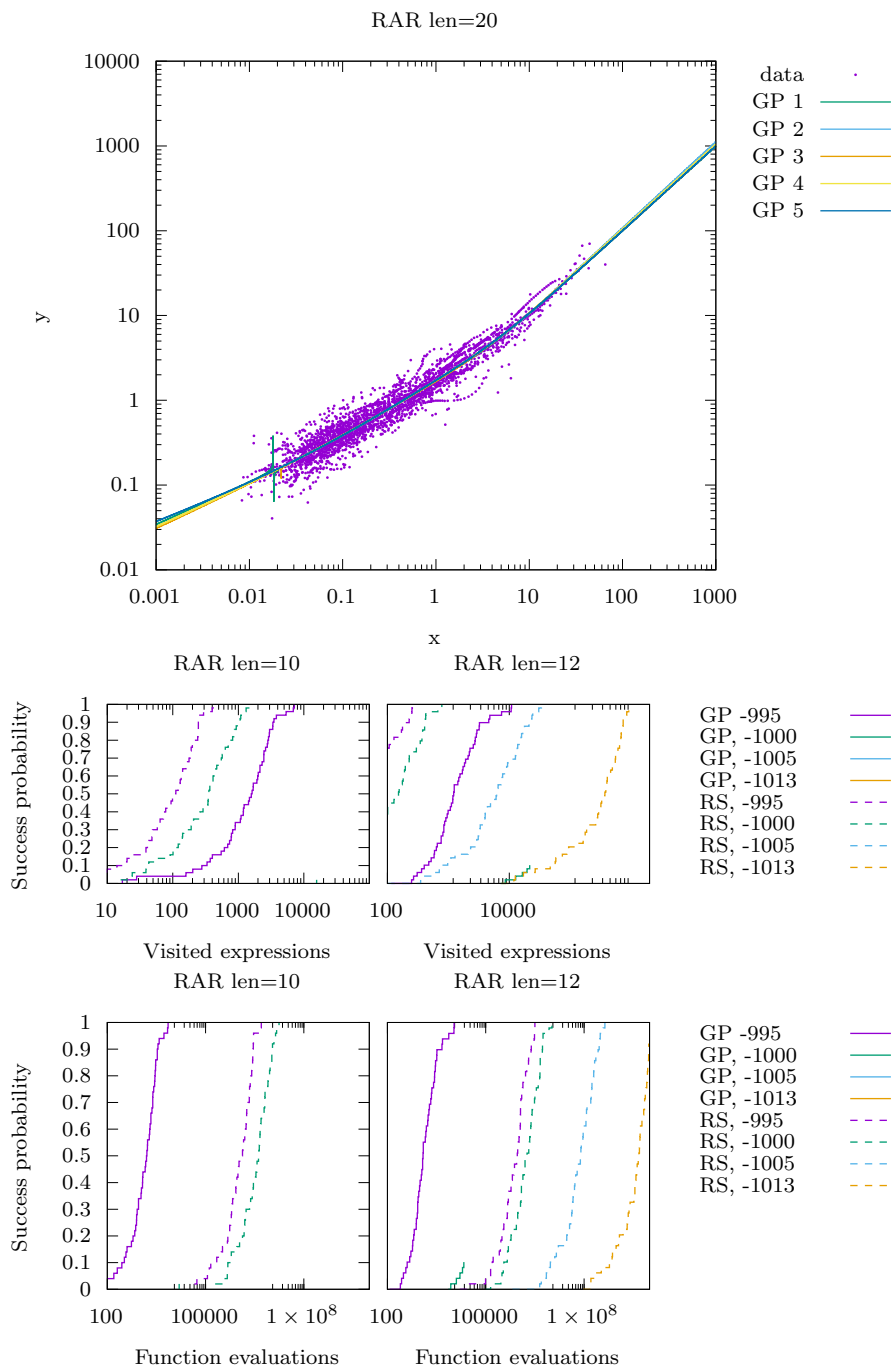 RAR len=20
10000
1000
100
10
1
0.1
0.01
y
0.001
0.01
0.1
1
10
100
1000
x
data
GP 1
GP 2
GP 3
GP 4
GP 5
RAR len=10
1
0.9
0.8
0.7
0.6
0.5
0.4
0.3
0.2
0.1
0
Success probability
10
100
1000
10000
Visited expressions
RAR len=12
100
10000
Visited expressions
GP -995
GP, -1000
GP, -1005
GP, -1013
RS, -995
RS, -1000
RS, -1005
RS, -1013
RAR len=10
1
0.9
0.8
0.7
0.6
0.5
0.4
0.3
0.2
0.1
0
Success probability
100
100000
1 × 10⁸
Function evaluations
RAR len=12
100
100000
1 × 10⁸
Function evaluations
GP -995
GP, -1000
GP, -1005
GP, -1013
RS, -995
RS, -1000
RS, -1005
RS, -1013